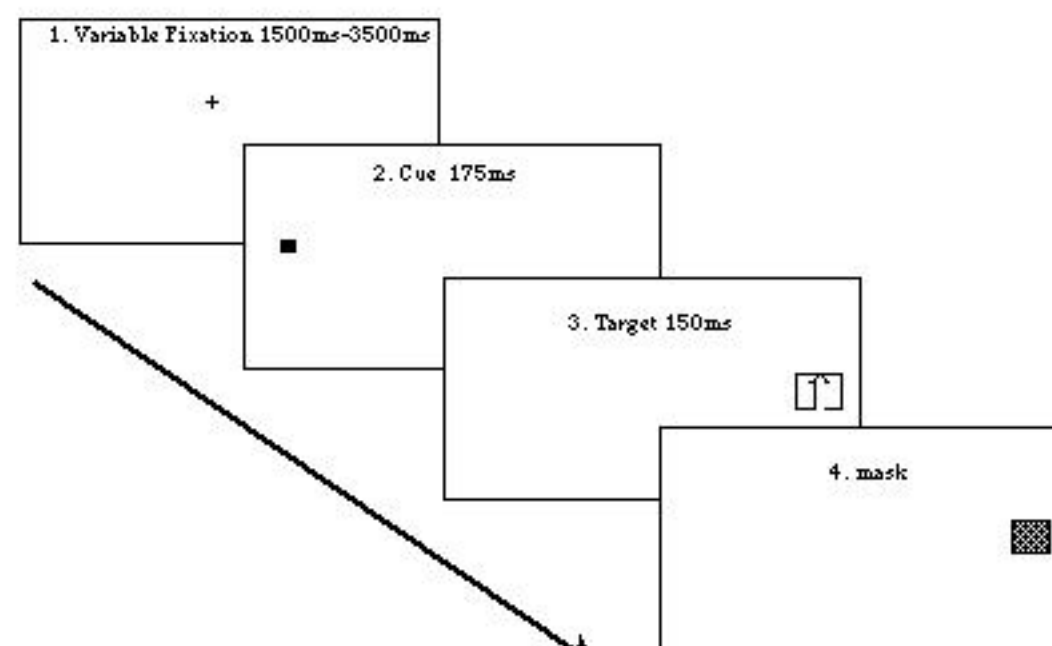 1. Variable Fixation 1500ms-3500ms
2. Cue 175ms
3. Target 150ms
4. mask